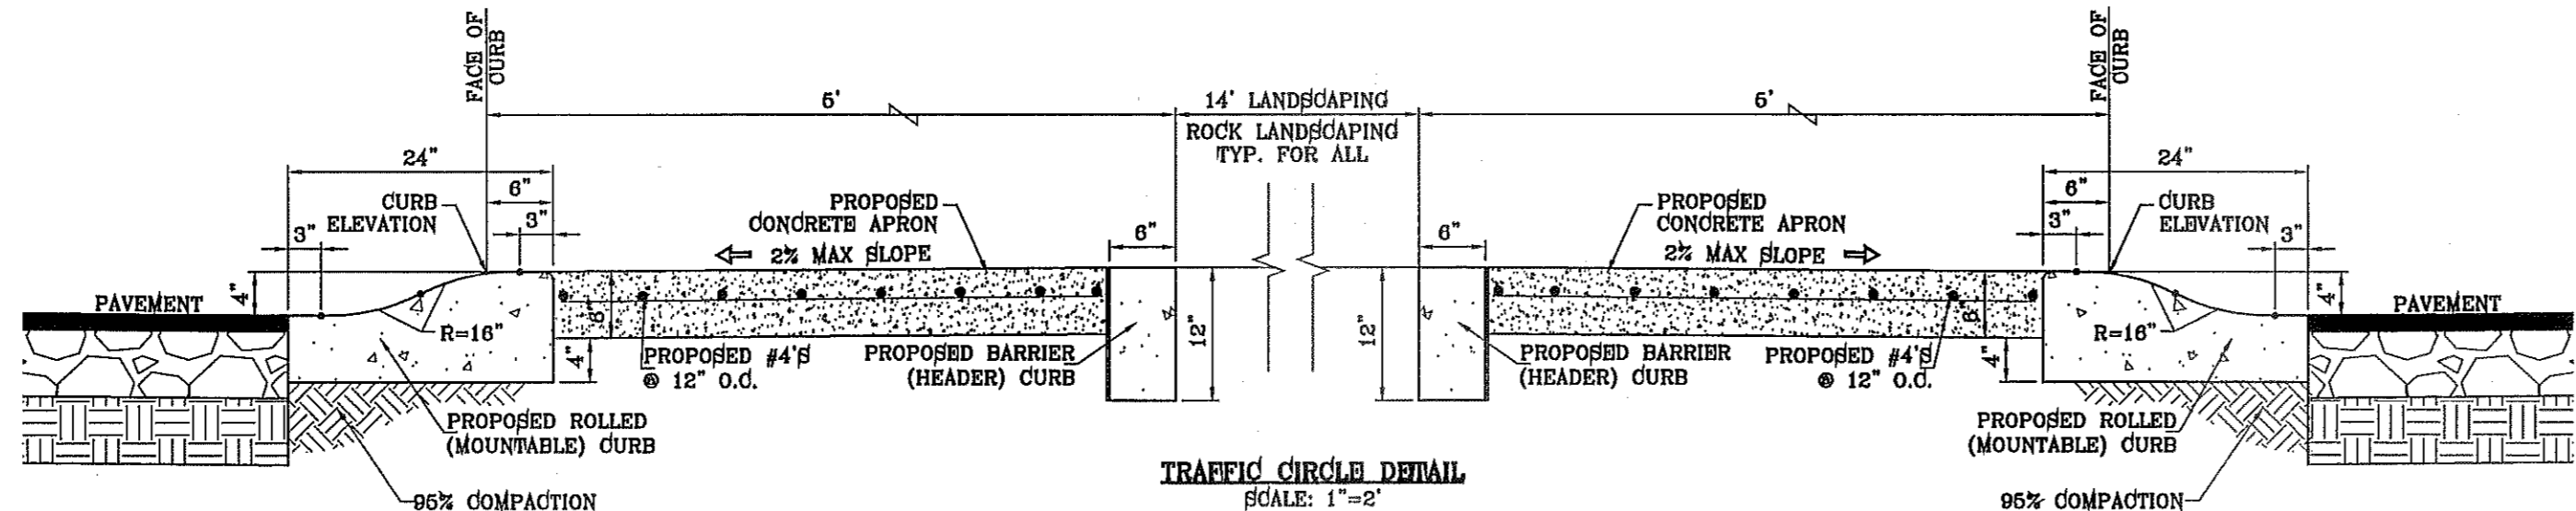 FACE OF
CURB
5'
14' LANDSCAPING
ROCK LANDSCAPING
TYP. FOR ALL
5'
FACE OF
CURB
24"
6"
3"
3"
CURB
ELEVATION
PROPOSED
CONCRETE APRON
2% MAX SLOPE
6"
6"
PROPOSED
CONCRETE APRON
2% MAX SLOPE
24"
6"
3"
3"
CURB
ELEVATION
PAVEMENT
4"
R=16"
6"
4"
PROPOSED #4'S
@ 12" O.C.
PROPOSED BARRIER
(HEADER) CURB
12"
12"
PROPOSED BARRIER
(HEADER) CURB
PROPOSED #4'S
@ 12" O.C.
6"
4"
R=16"
4"
PAVEMENT
PROPOSED ROLLED
(MOUNTABLE) CURB
95% COMPACTION
PROPOSED ROLLED
(MOUNTABLE) CURB
95% COMPACTION
TRAFFIC CIRCLE DETAIL
SCALE: 1"=2'